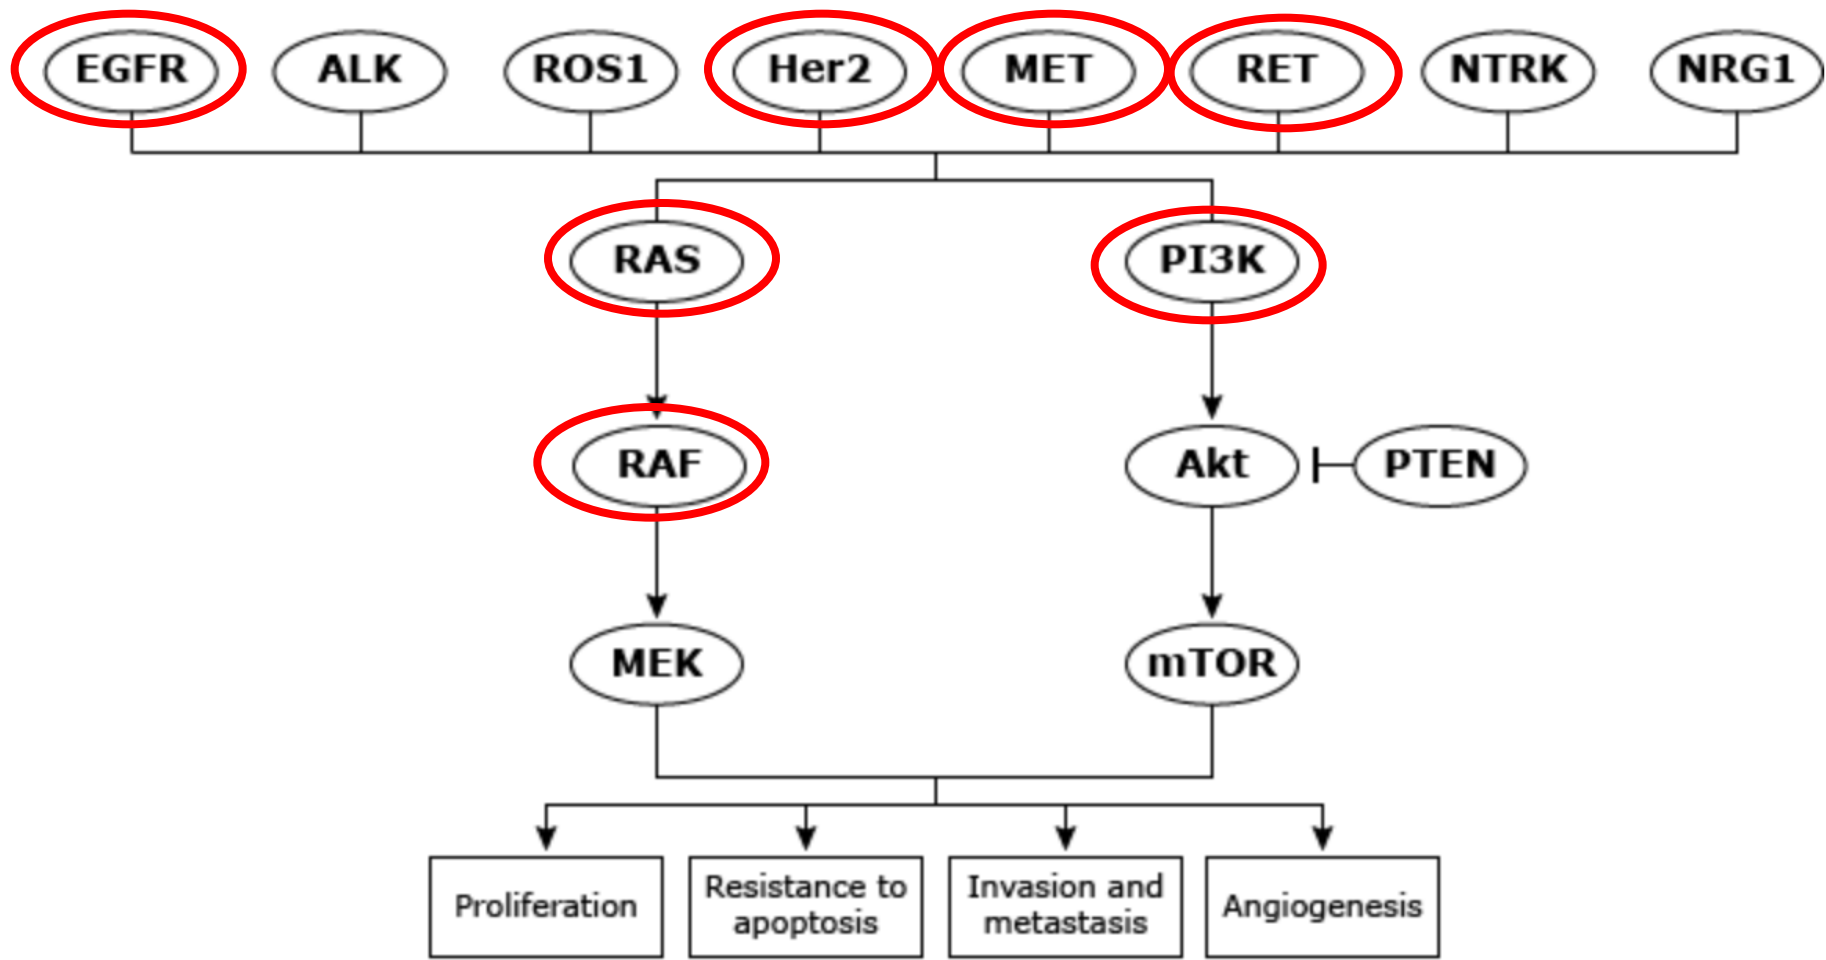 EGFR
ALK
ROS1
Her2
MET
RET
NTRK
NRG1
RAS
PI3K
RAF
Akt
PTEN
MEK
mTOR
Proliferation
Resistance to
apoptosis
Invasion and
metastasis
Angiogenesis